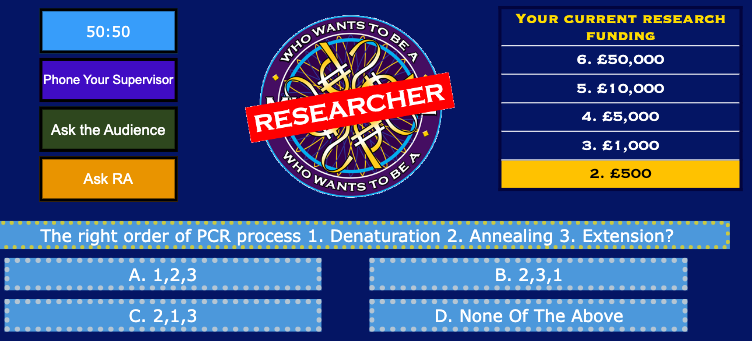 50:50
Phone Your Supervisor
Ask the Audience
Ask RA
WHO WANTS TO BE A
RESEARCHER
WHO WANTS TO BE A
YOUR CURRENT RESEARCH
FUNDING
6. £50,000
5. £10,000
4. £5,000
3. £1,000
2. £500
The right order of PCR process 1. Denaturation 2. Annealing 3. Extension?
A. 1,2,3
B. 2,3,1
C. 2,1,3
D. None Of The Above